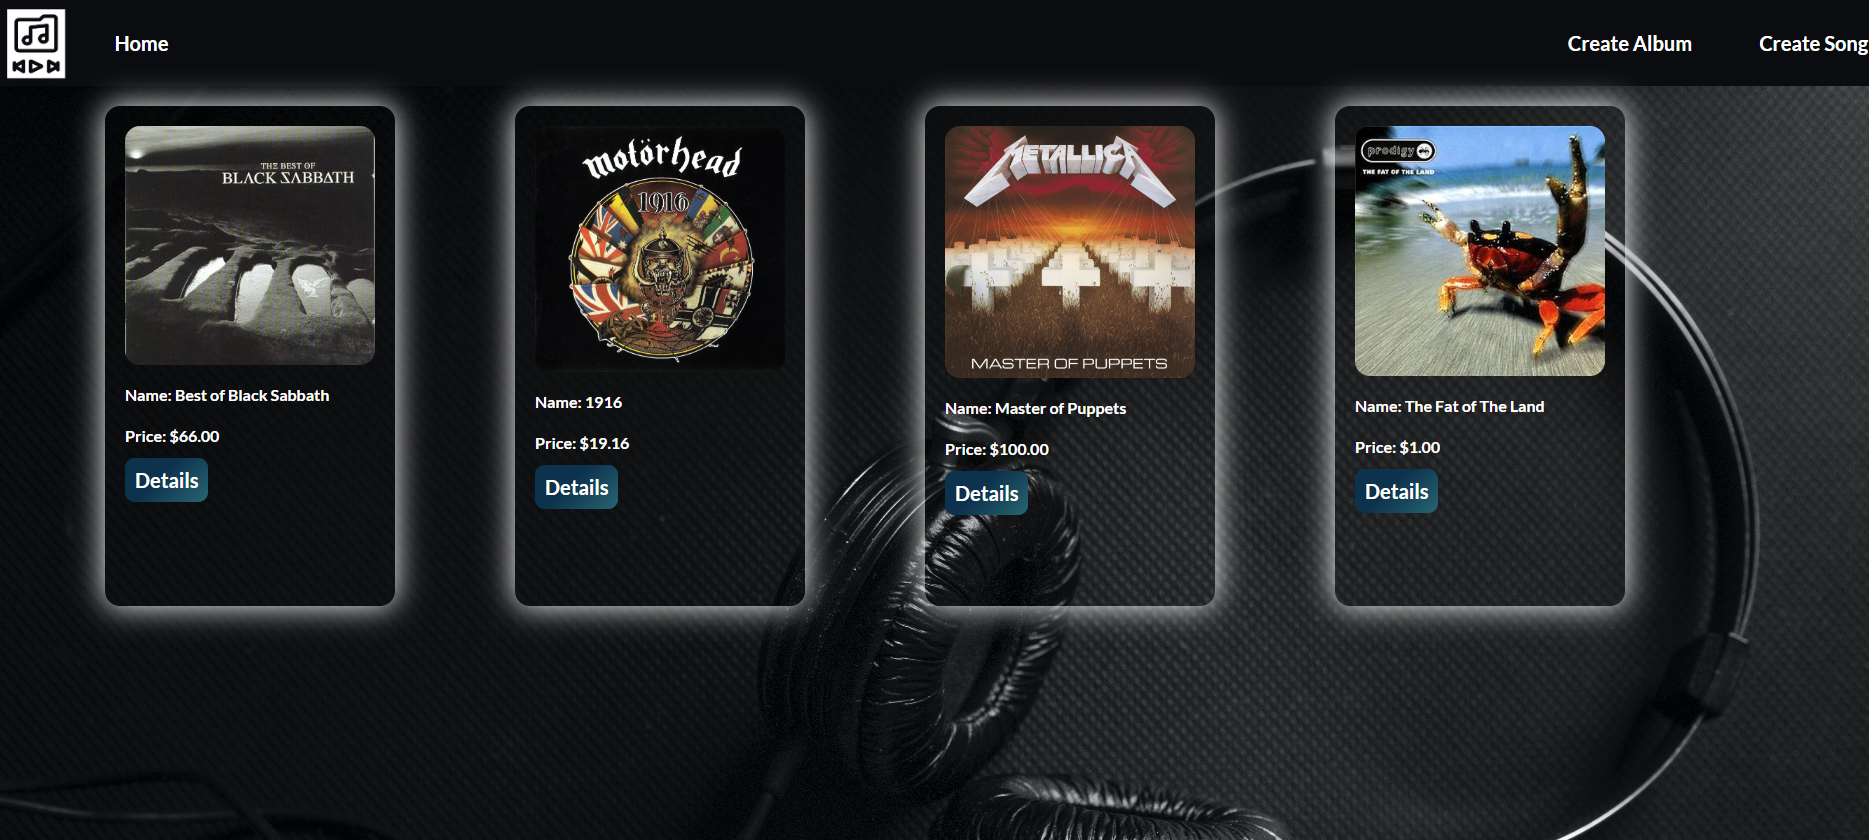 Home
Create Album
Create Song
THE BEST OF
BLACK SABBATH
Name: Best of Black Sabbath
Price: $66.00
Details
motörhead
1916
Name: 1916
Price: $19.16
Details
METALLICA
MASTER OF PUPPETS
Name: Master of Puppets
Price: $100.00
Details
prodigy
THE FAT OF THE LAND
Name: The Fat of The Land
Price: $1.00
Details